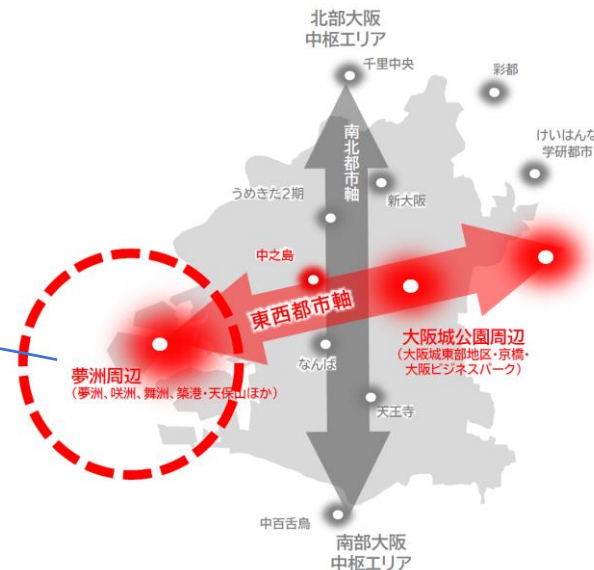 北部大阪
中枢エリア
千里中央
彩都
けいはんな
学研都市
南北都市軸
新大阪
うめきた2期
中之島
東西都市軸
大阪城公園周辺
（大阪城東部地区・京橋・
大阪ビジネスパーク）
なんば
夢洲周辺
（夢洲、咲洲、舞洲、築港・天保山ほか）
天王寺
中百舌鳥
南部大阪
中枢エリア